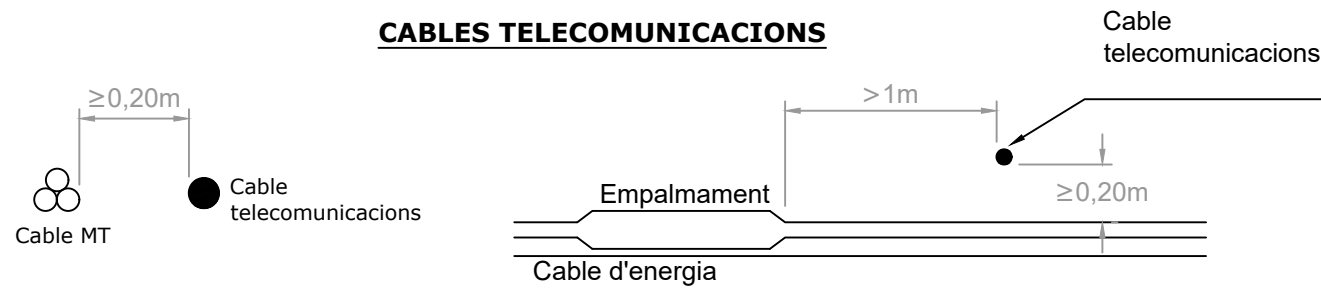 CABLES TELECOMUNICACIONS
Cable
telecomunicacions
≥0,20m
>1m
Cable
telecomunicacions
Cable MT
Empalmament
≥0,20m
Cable d'energia